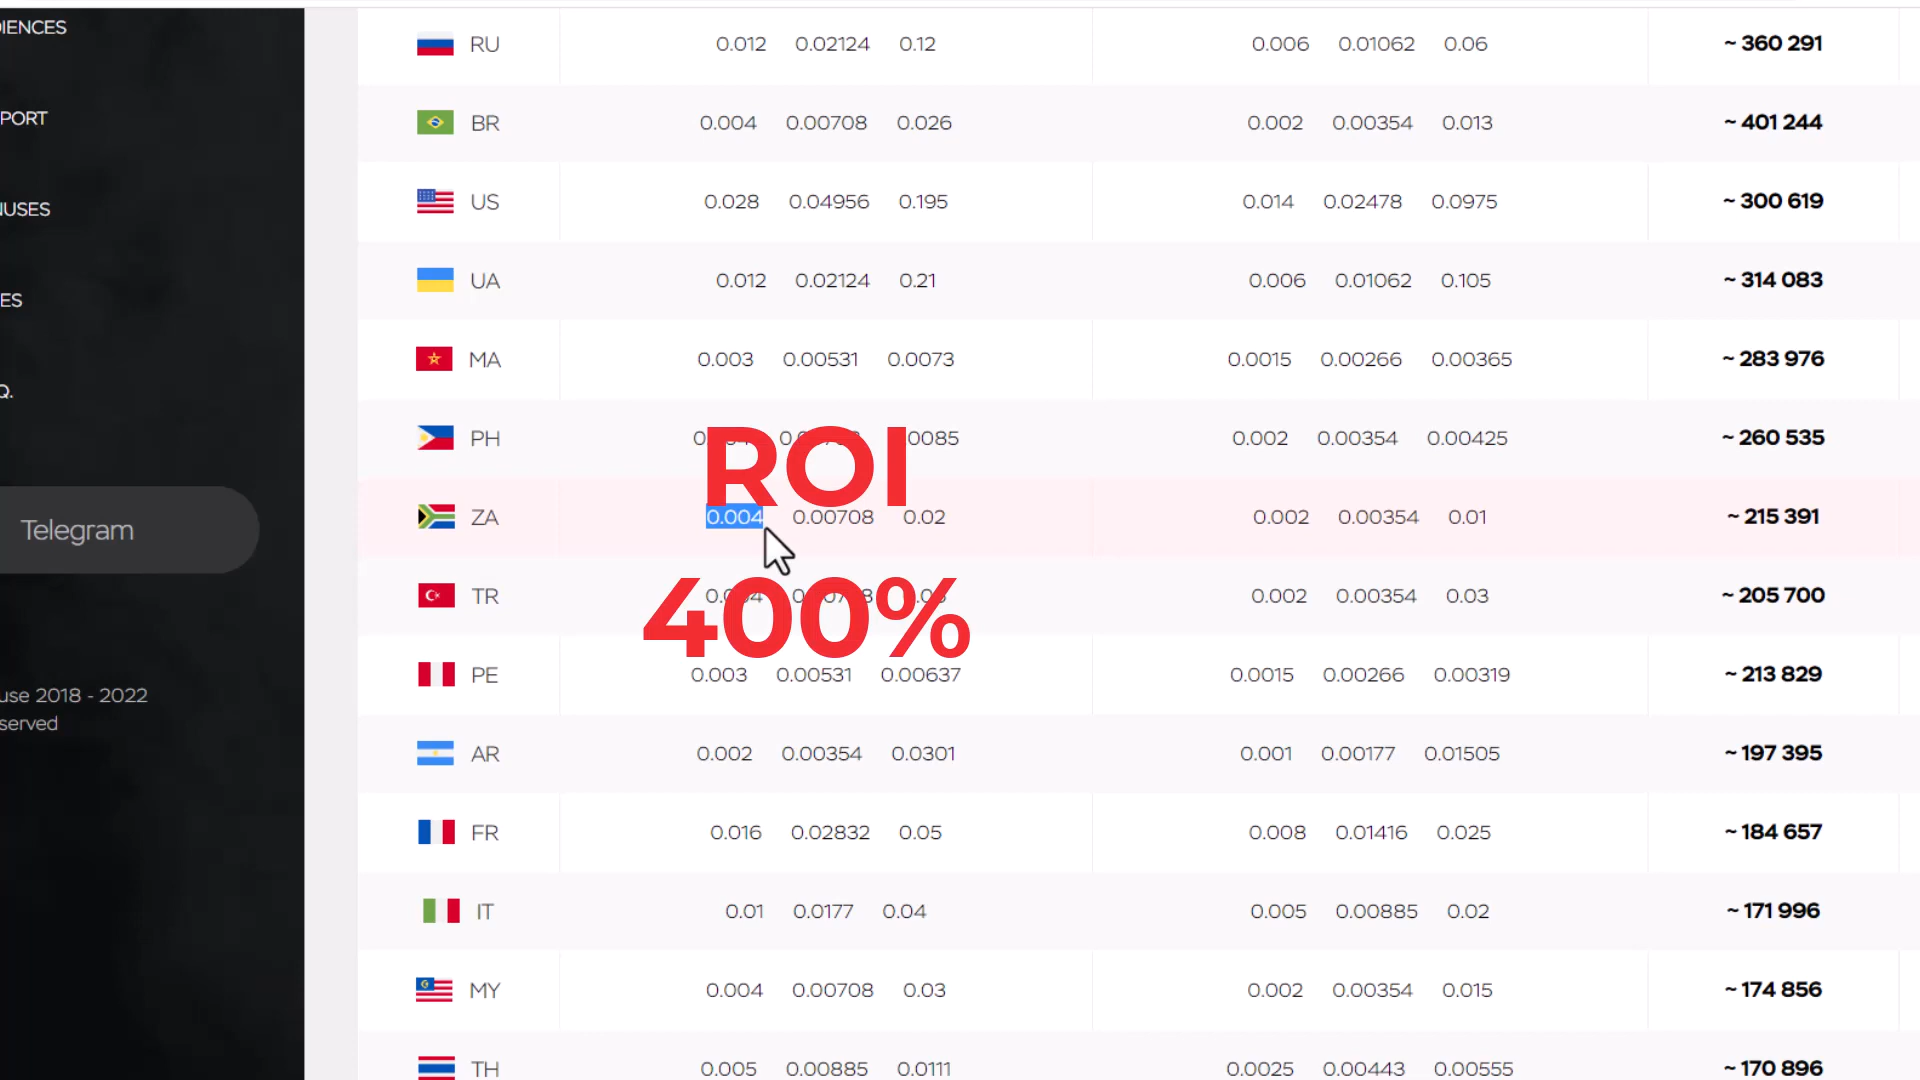 DIENCES
PORT
NUSES
ES
Q.
Telegram
use 2018 - 2022
served
RU 0.012 0.02124 0.12 0.006 0.01062 0.06 ~ 360 291
BR 0.004 0.00708 0.026 0.002 0.00354 0.013 ~ 401 244
US 0.028 0.04956 0.195 0.014 0.02478 0.0975 ~ 300 619
UA 0.012 0.02124 0.21 0.006 0.01062 0.105 ~ 314 083
MA 0.003 0.00531 0.0073 0.0015 0.00266 0.00365 ~ 283 976
PH 0085 0.002 0.00354 0.00425 ~ 260 535
ROI
ZA 0.004 0.00708 0.02 0.002 0.00354 0.01 ~ 215 391
TR 0.002 0.00354 0.03 ~ 205 700
400%
PE 0.003 0.00531 0.00637 0.0015 0.00266 0.00319 ~ 213 829
AR 0.002 0.00354 0.0301 0.001 0.00177 0.01505 ~ 197 395
FR 0.016 0.02832 0.05 0.008 0.01416 0.025 ~ 184 657
IT 0.01 0.0177 0.04 0.005 0.00885 0.02 ~ 171 996
MY 0.004 0.00708 0.03 0.002 0.00354 0.015 ~ 174 856
TH 0.005 0.00885 0.0111 0.0025 0.00443 0.00555 ~ 170 896